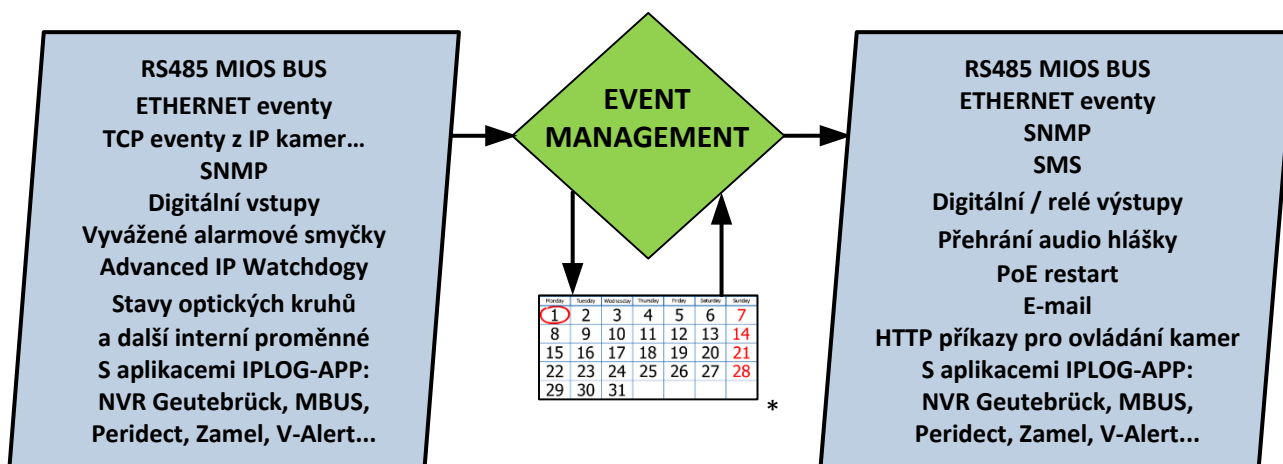 RS485 MIOS BUS
ETHERNET eventy
TCP eventy z IP kamer...
SNMP
Digitální vstupy
Vyvážené alarmové smyčky
Advanced IP Watchdogy
Stavy optických kruhů
a další interní proměnné
S aplikacemi IPLOG-APP:
NVR Geutebrück, MBUS,
Peridect, Zamel, V-Alert...
EVENT
MANAGEMENT
Monday Tuesday Wednesday Thursday Friday Saturday Sunday
1 2 3 4 5 6 7
8 9 10 11 12 13 14
15 16 17 18 19 20 21
22 23 24 25 26 27 28
29 30 31
*
RS485 MIOS BUS
ETHERNET eventy
SNMP
SMS
Digitální / relé výstupy
Přehrání audio hlášky
PoE restart
E-mail
HTTP příkazy pro ovládání kamer
S aplikacemi IPLOG-APP:
NVR Geutebrück, MBUS,
Peridect, Zamel, V-Alert...